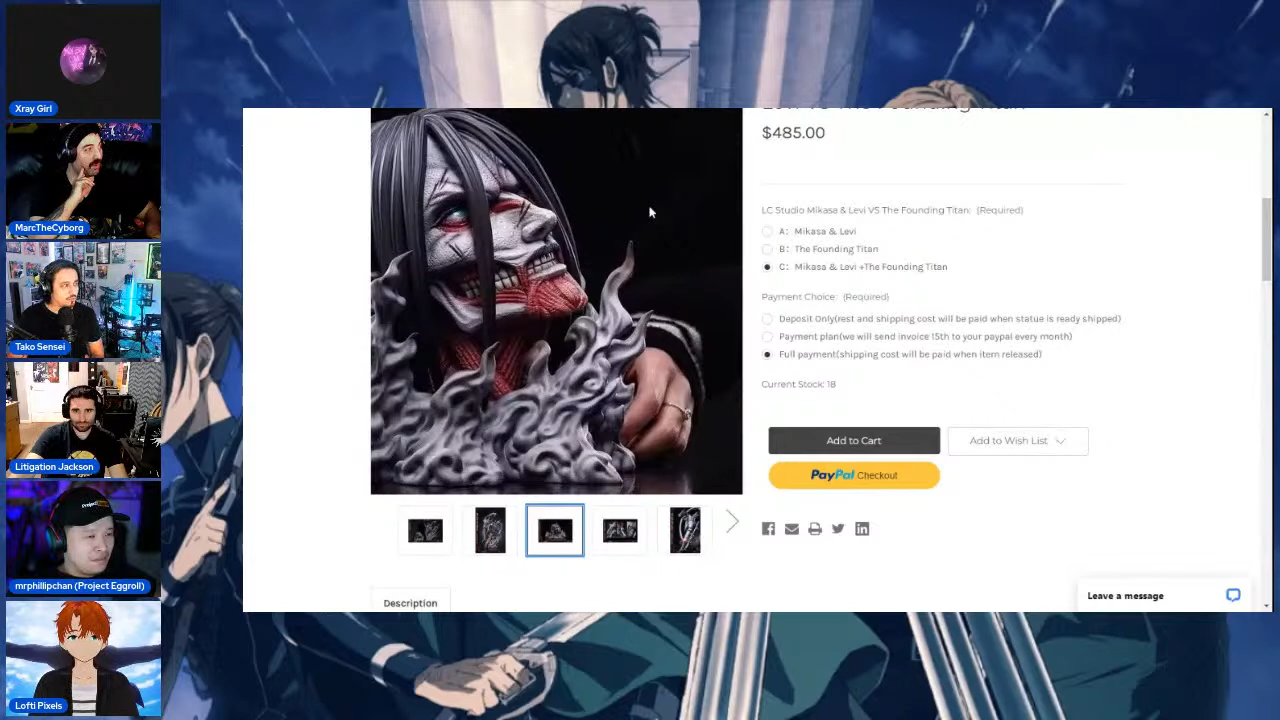 Xray Girl
MarcTheCyborg
Tako Sensei
Litigation Jackson
mrphillipchan (Project Eggroll)
Lofti Pixels
$485.00
LC Studio Mikasa & Levi VS The Founding Titan: (Required)
A: Mikasa & Levi
B: The Founding Titan
C: Mikasa & Levi +The Founding Titan
Payment Choice: (Required)
Deposit Only(rest and shipping cost will be paid when statue is ready shipped)
Payment plan(we will send invoice 15th to your paypal every month)
Full payment(shipping cost will be paid when item released)
Current Stock: 18
Add to Cart
Add to Wish List
PayPal Checkout
Description
Leave a message